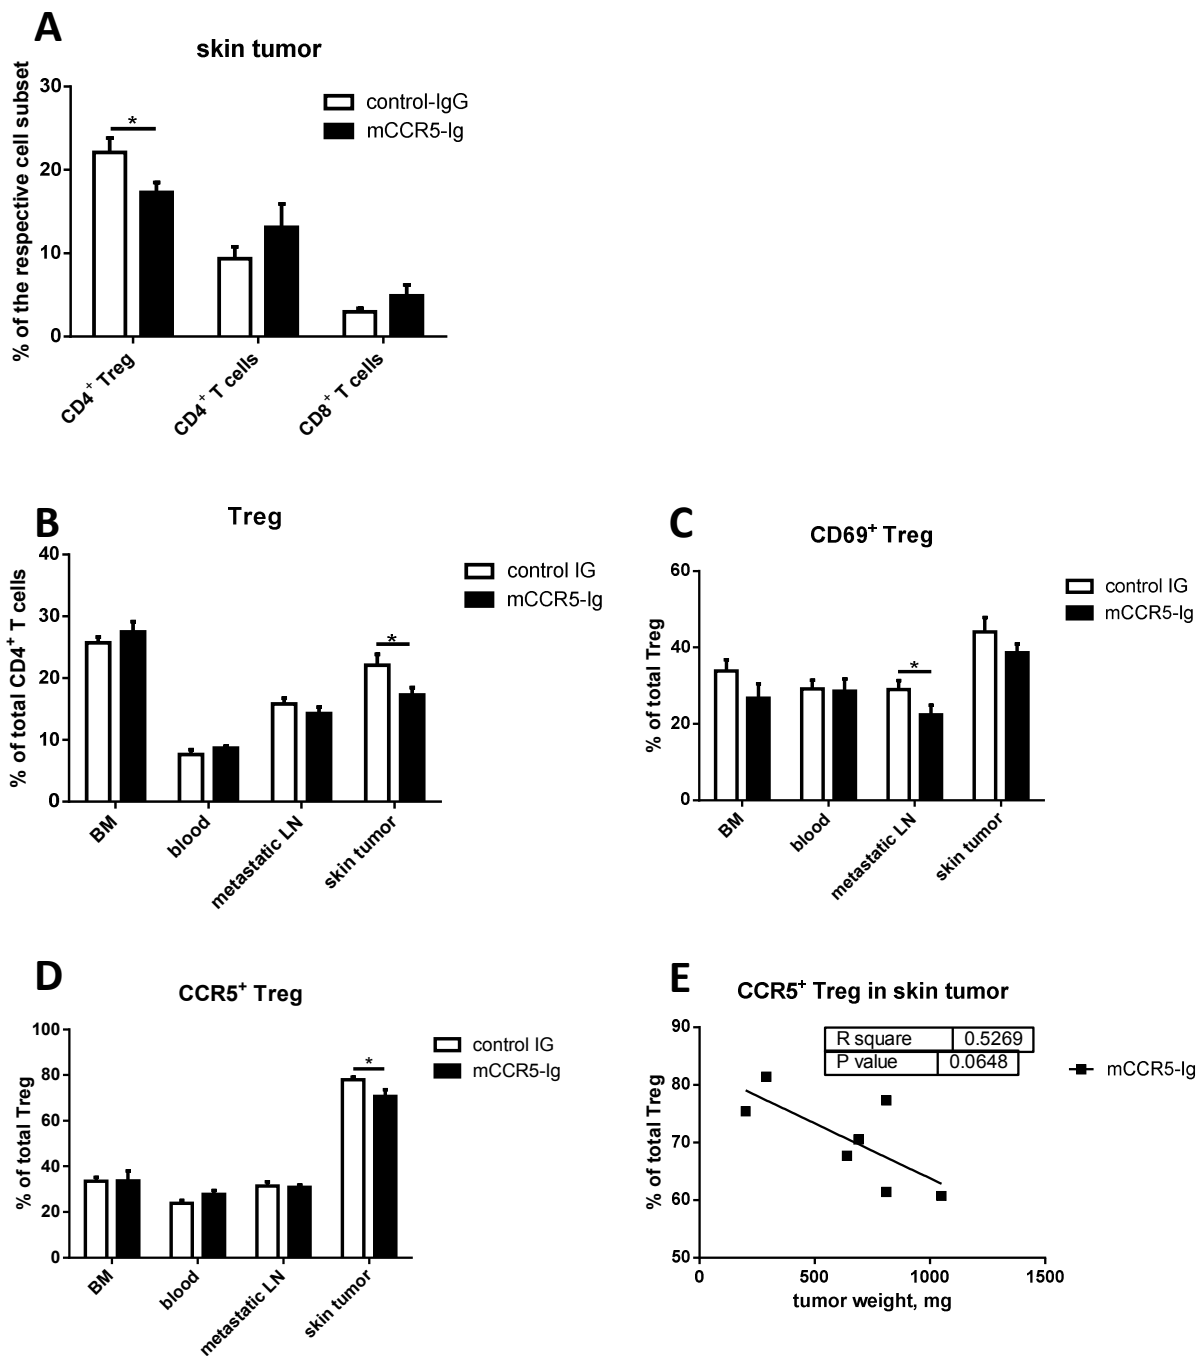 A
skin tumor
% of the respective cell subset
30
20
10
0
*
control-IgG
mCCR5-Ig
CD4+ Treg
CD4+ T cells
CD8+ T cells
B
Treg
% of total CD4+ T cells
40
30
20
10
0
*
control IG
mCCR5-Ig
BM
blood
metastatic LN
skin tumor
C
CD69+ Treg
% of total Treg
60
40
20
0
*
control IG
mCCR5-Ig
BM
blood
metastatic LN
skin tumor
D
CCR5+ Treg
% of total Treg
100
80
60
40
20
0
*
control IG
mCCR5-Ig
BM
blood
metastatic LN
skin tumor
E
CCR5+ Treg in skin tumor
% of total Treg
90
80
70
60
50
R square 0.5269
P value 0.0648
mCCR5-Ig
0 500 1000 1500
tumor weight, mg